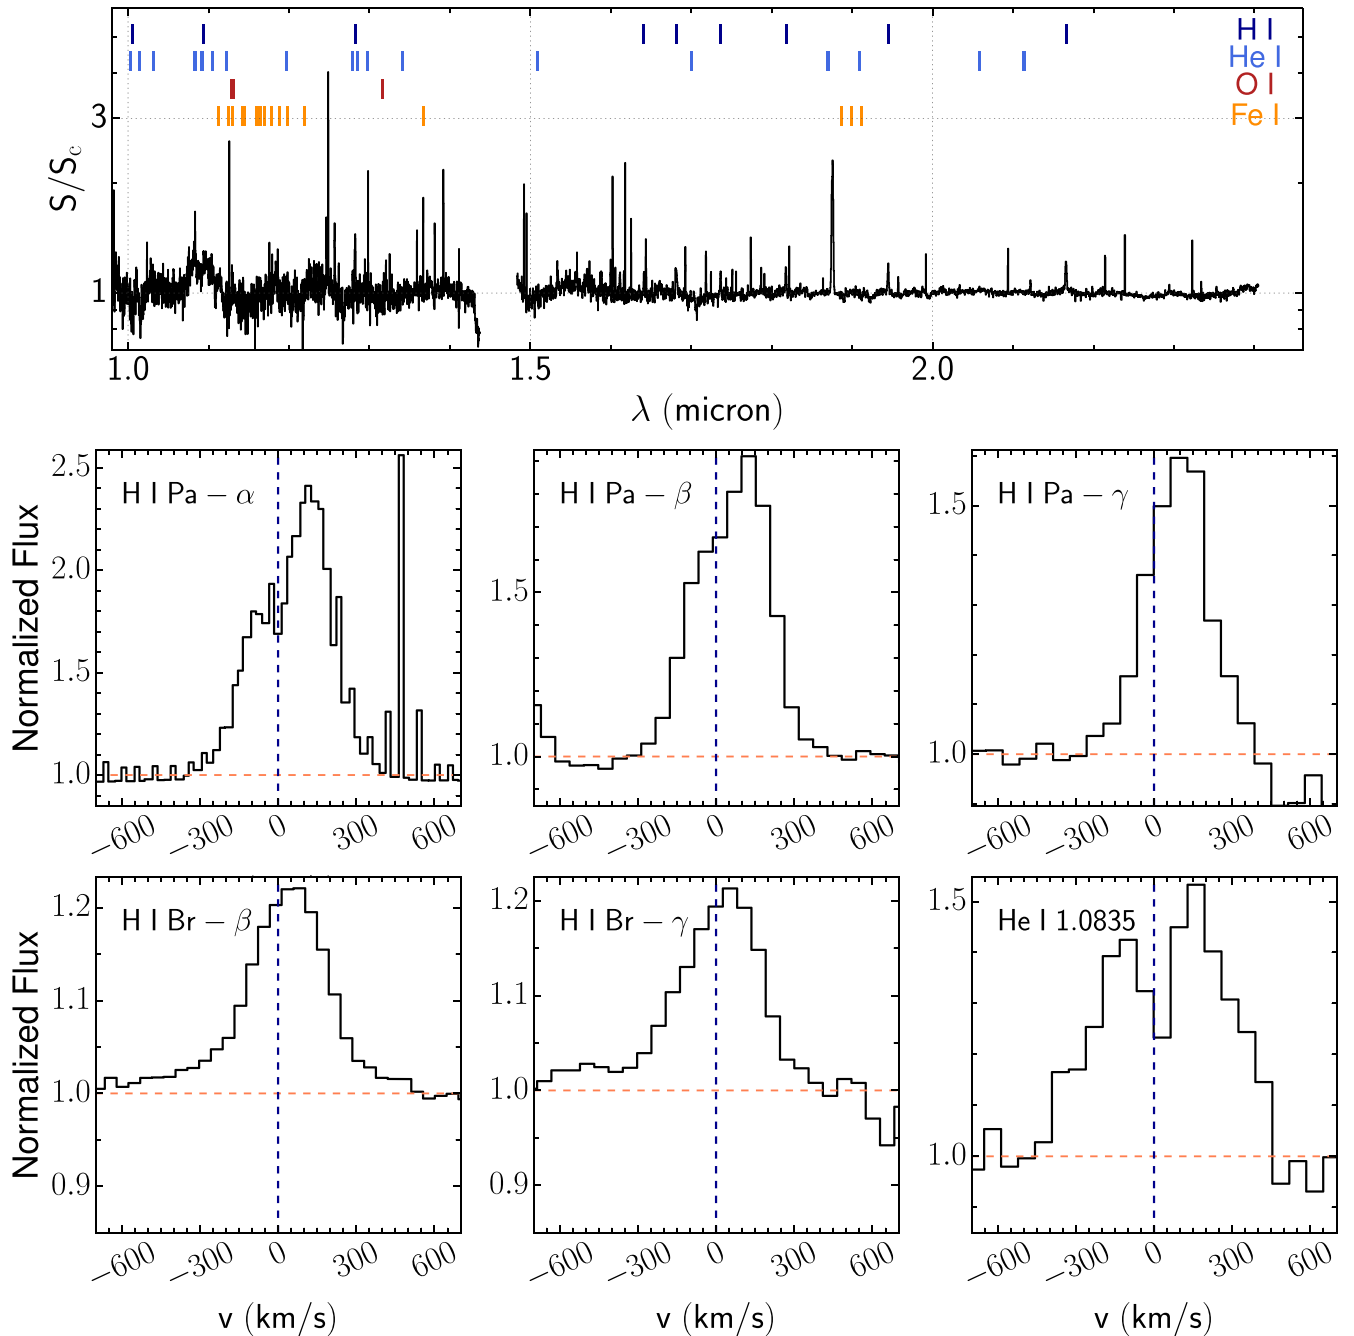 H I
He I
O I
Fe I
3
1
S/S_c
1.0 1.5 2.0
λ (micron)
H I Pa − α
2.5
2.0
1.5
1.0
Normalized Flux
−600 −300 0 300 600
H I Pa − β
1.5
1.0
−600 −300 0 300 600
H I Pa − γ
1.5
1.0
−600 −300 0 300 600
H I Br − β
1.2
1.1
1.0
0.9
Normalized Flux
−600 −300 0 300 600
v (km/s)
H I Br − γ
1.2
1.1
1.0
0.9
−600 −300 0 300 600
v (km/s)
He I 1.0835
1.5
1.0
−600 −300 0 300 600
v (km/s)